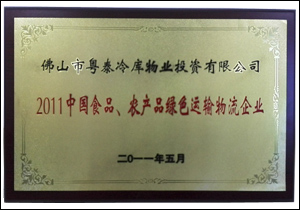 佛山市粤泰冷库物业投资有限公司
2011中国食品、农产品绿色运输物流企业
二〇一一年五月